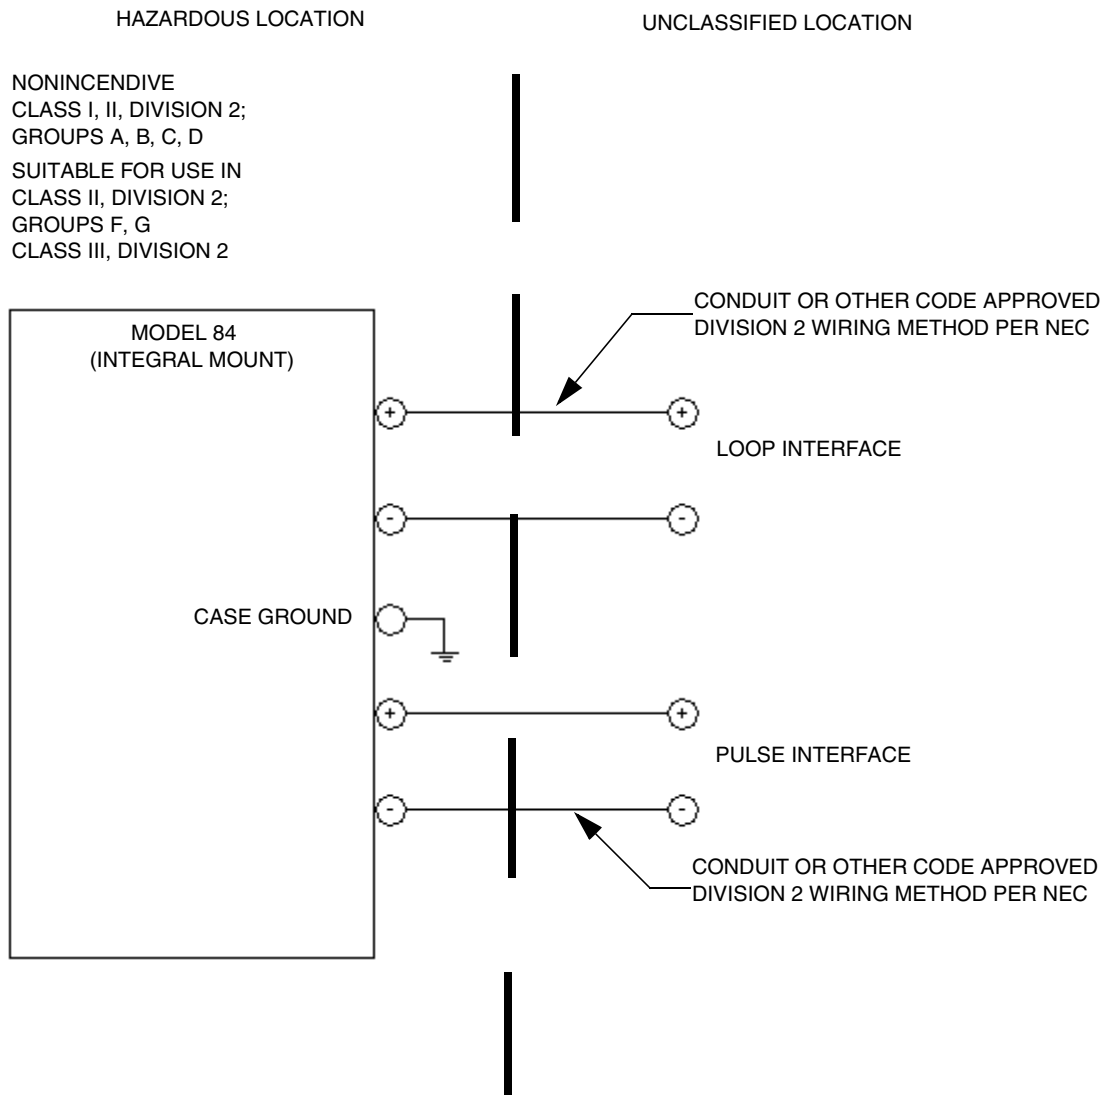 HAZARDOUS LOCATION
UNCLASSIFIED LOCATION
NONINCENDIVE
CLASS I, II, DIVISION 2;
GROUPS A, B, C, D
SUITABLE FOR USE IN
CLASS II, DIVISION 2;
GROUPS F, G
CLASS III, DIVISION 2
MODEL 84
(INTEGRAL MOUNT)
CONDUIT OR OTHER CODE APPROVED
DIVISION 2 WIRING METHOD PER NEC
+ +
LOOP INTERFACE
- -
CASE GROUND
+ +
PULSE INTERFACE
- -
CONDUIT OR OTHER CODE APPROVED
DIVISION 2 WIRING METHOD PER NEC